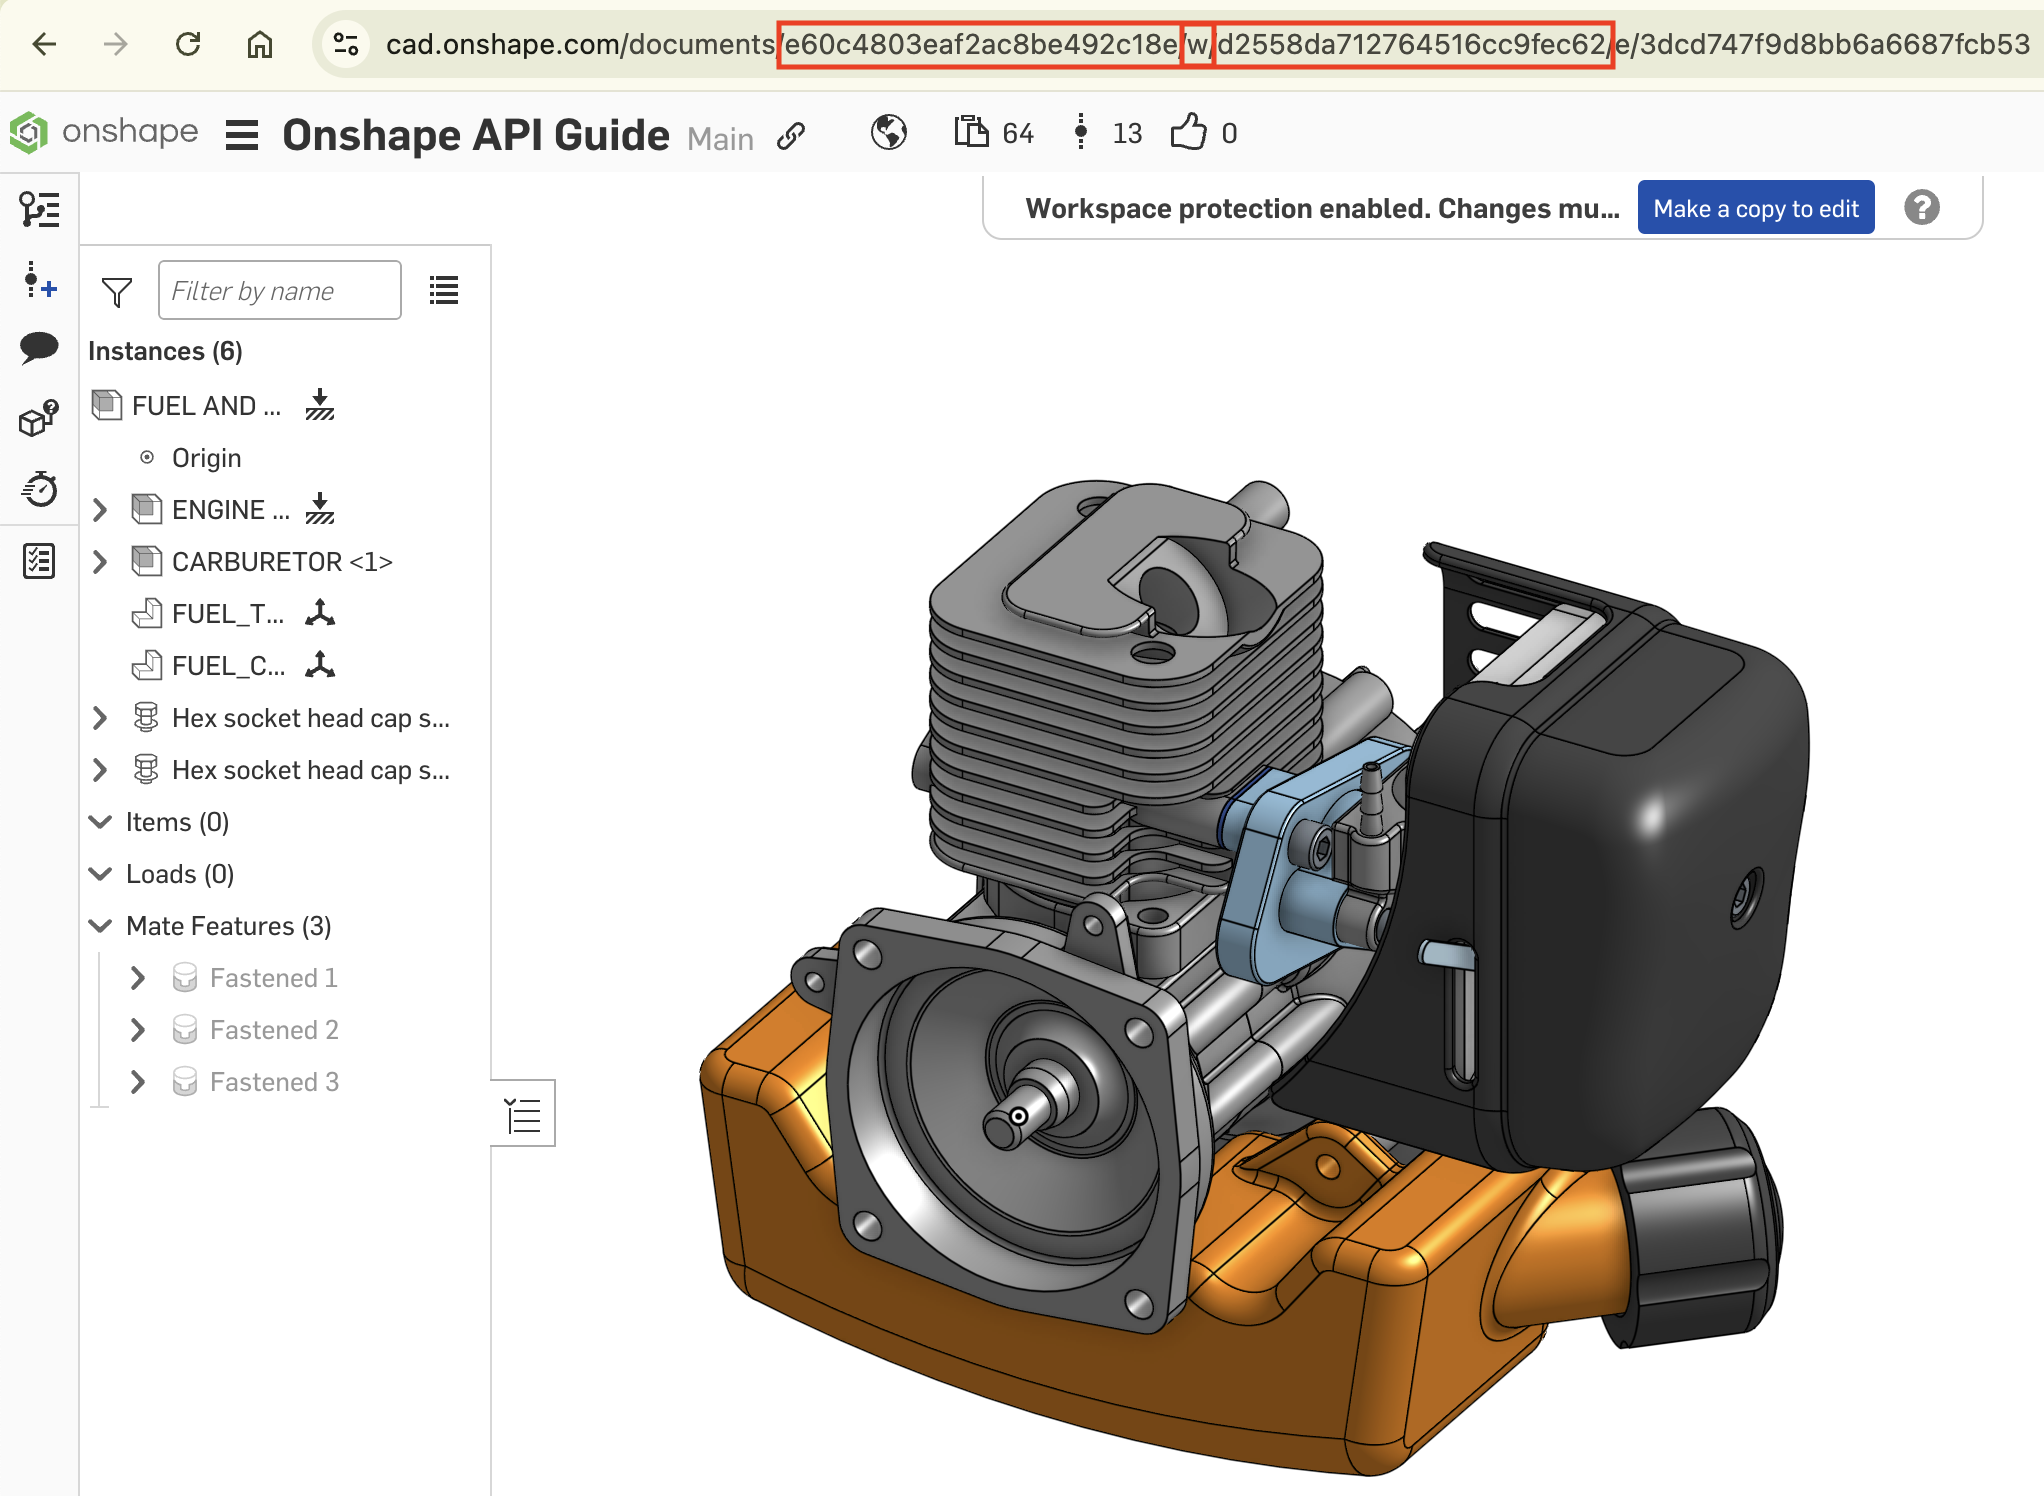 cad.onshape.com/documents/e60c4803eaf2ac8be492c18e/w/d2558da712764516cc9fec62/e/3dcd747f9d8bb6a6687fcb53
onshape Onshape API Guide Main 64 13 0
Workspace protection enabled. Changes mu... Make a copy to edit ?
Filter by name
Instances (6)
FUEL AND ...
Origin
ENGINE ...
CARBURETOR <1>
FUEL_T...
FUEL_C...
Hex socket head cap s...
Hex socket head cap s...
Items (0)
Loads (0)
Mate Features (3)
Fastened 1
Fastened 2
Fastened 3